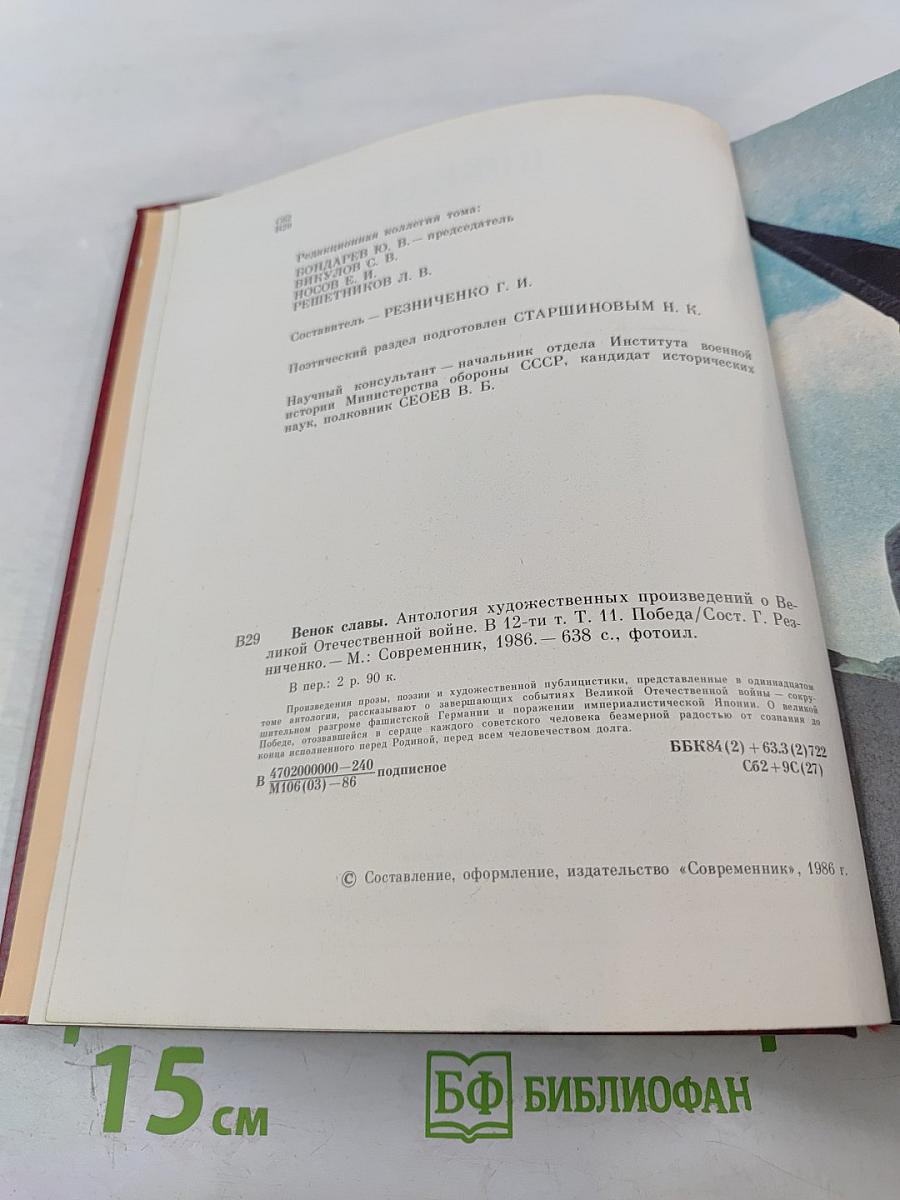 С62
В29
Редакционная коллегия тома:
БОНДАРЕВ Ю. В. — председатель
ВИКУЛОВ С. В.
НОСОВ Е. И.
РЕШЕТНИКОВ Л. В.
Составитель — РЕЗНИЧЕНКО Г. И.
Поэтический раздел подготовлен СТАРШИНОВЫМ Н. К.
Научный консультант — начальник отдела Института военной
истории Министерства обороны СССР, кандидат исторических
наук, полковник СЕОЕВ В. Б.
В29 Венок славы. Антология художественных произведений о Ве-
ликой Отечественной войне. В 12-ти т. Т. 11. Победа/Сост. Г. Рез-
ниченко. — М.: Современник, 1986. — 638 с., фотоил.
В пер.: 2 р. 90 к.
Произведения прозы, поэзии и художественной публицистики, представленные в одиннадцатом
томе антологии, рассказывают о завершающих событиях Великой Отечественной войны — сокру-
шительном разгроме фашистской Германии и поражении империалистической Японии. О великой
Победе, отозвавшейся в сердце каждого советского человека безмерной радостью от сознания до
конца исполненного перед Родиной, перед всем человечеством долга.
В 4702000000—240 подписное
М106(03)—86
ББК84(2)+63.3(2)722
Сб2+9С(27)
© Составление, оформление, издательство «Современник», 1986 г.
15 см
БФ БИБЛИОФАН